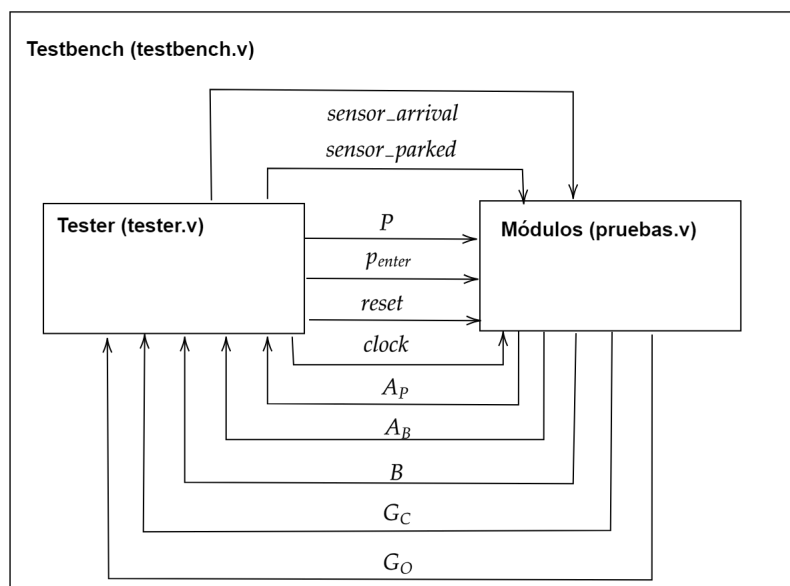 Testbench (testbench.v)
sensor_arrival
sensor_parked
Tester (tester.v)
P
Módulos (pruebas.v)
p_enter
reset
clock
A_P
A_B
B
G_C
G_O